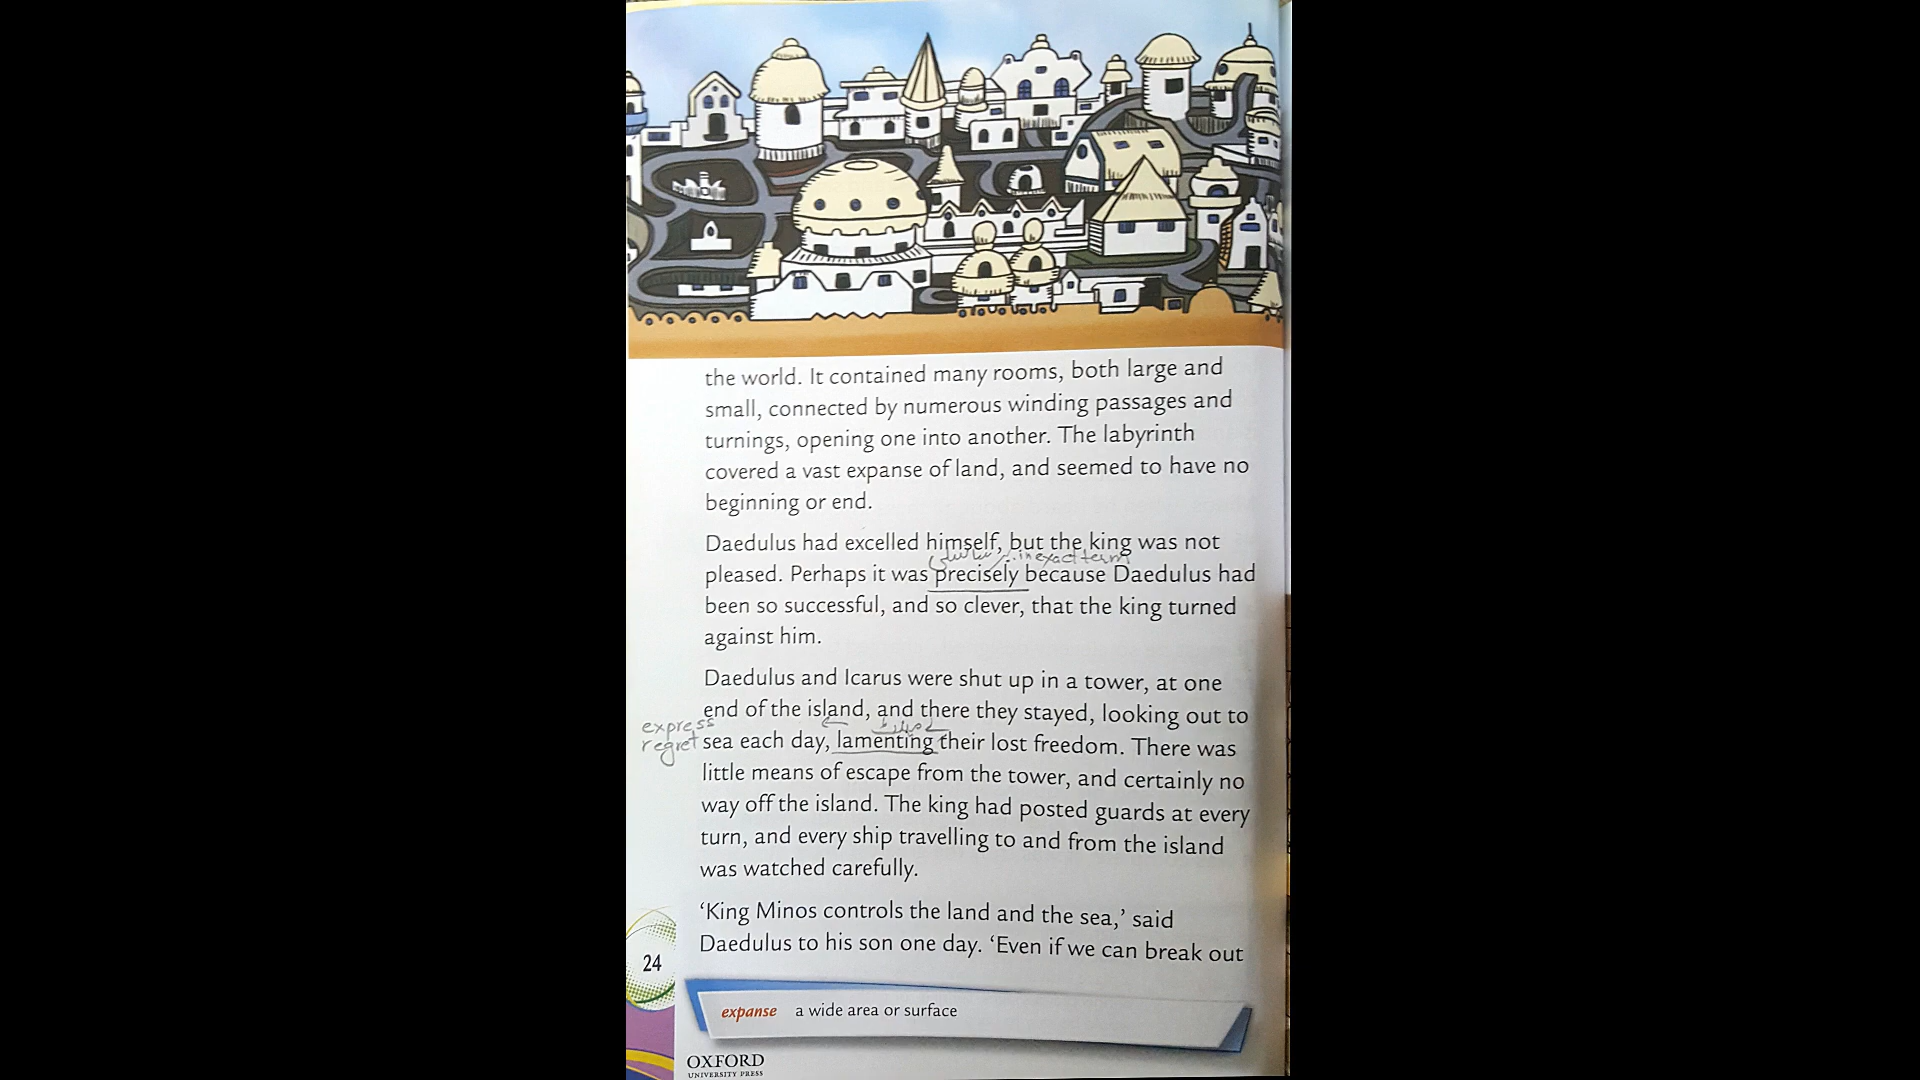 the world. It contained many rooms, both large and
small, connected by numerous winding passages and
turnings, opening one into another. The labyrinth
covered a vast expanse of land, and seemed to have no
beginning or end.
Daedulus had excelled himself, but the king was not
in exact term
pleased. Perhaps it was precisely because Daedulus had
been so successful, and so clever, that the king turned
against him.
Daedulus and Icarus were shut up in a tower, at one
end of the island, and there they stayed, looking out to
express
regret
sea each day, lamenting their lost freedom. There was
little means of escape from the tower, and certainly no
way off the island. The king had posted guards at every
turn, and every ship travelling to and from the island
was watched carefully.
‘King Minos controls the land and the sea,’ said
Daedulus to his son one day. ‘Even if we can break out
24
expanse a wide area or surface
OXFORD
UNIVERSITY PRESS